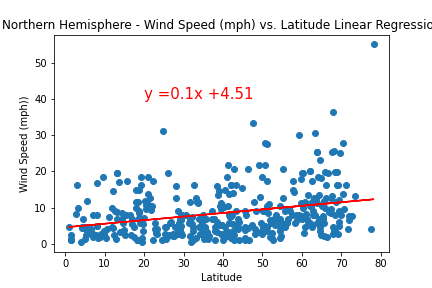 Northern Hemisphere - Wind Speed (mph) vs. Latitude Linear Regressio
y =0.1x +4.51
Wind Speed (mph))
50
40
30
20
10
0
0 10 20 30 40 50 60 70 80
Latitude